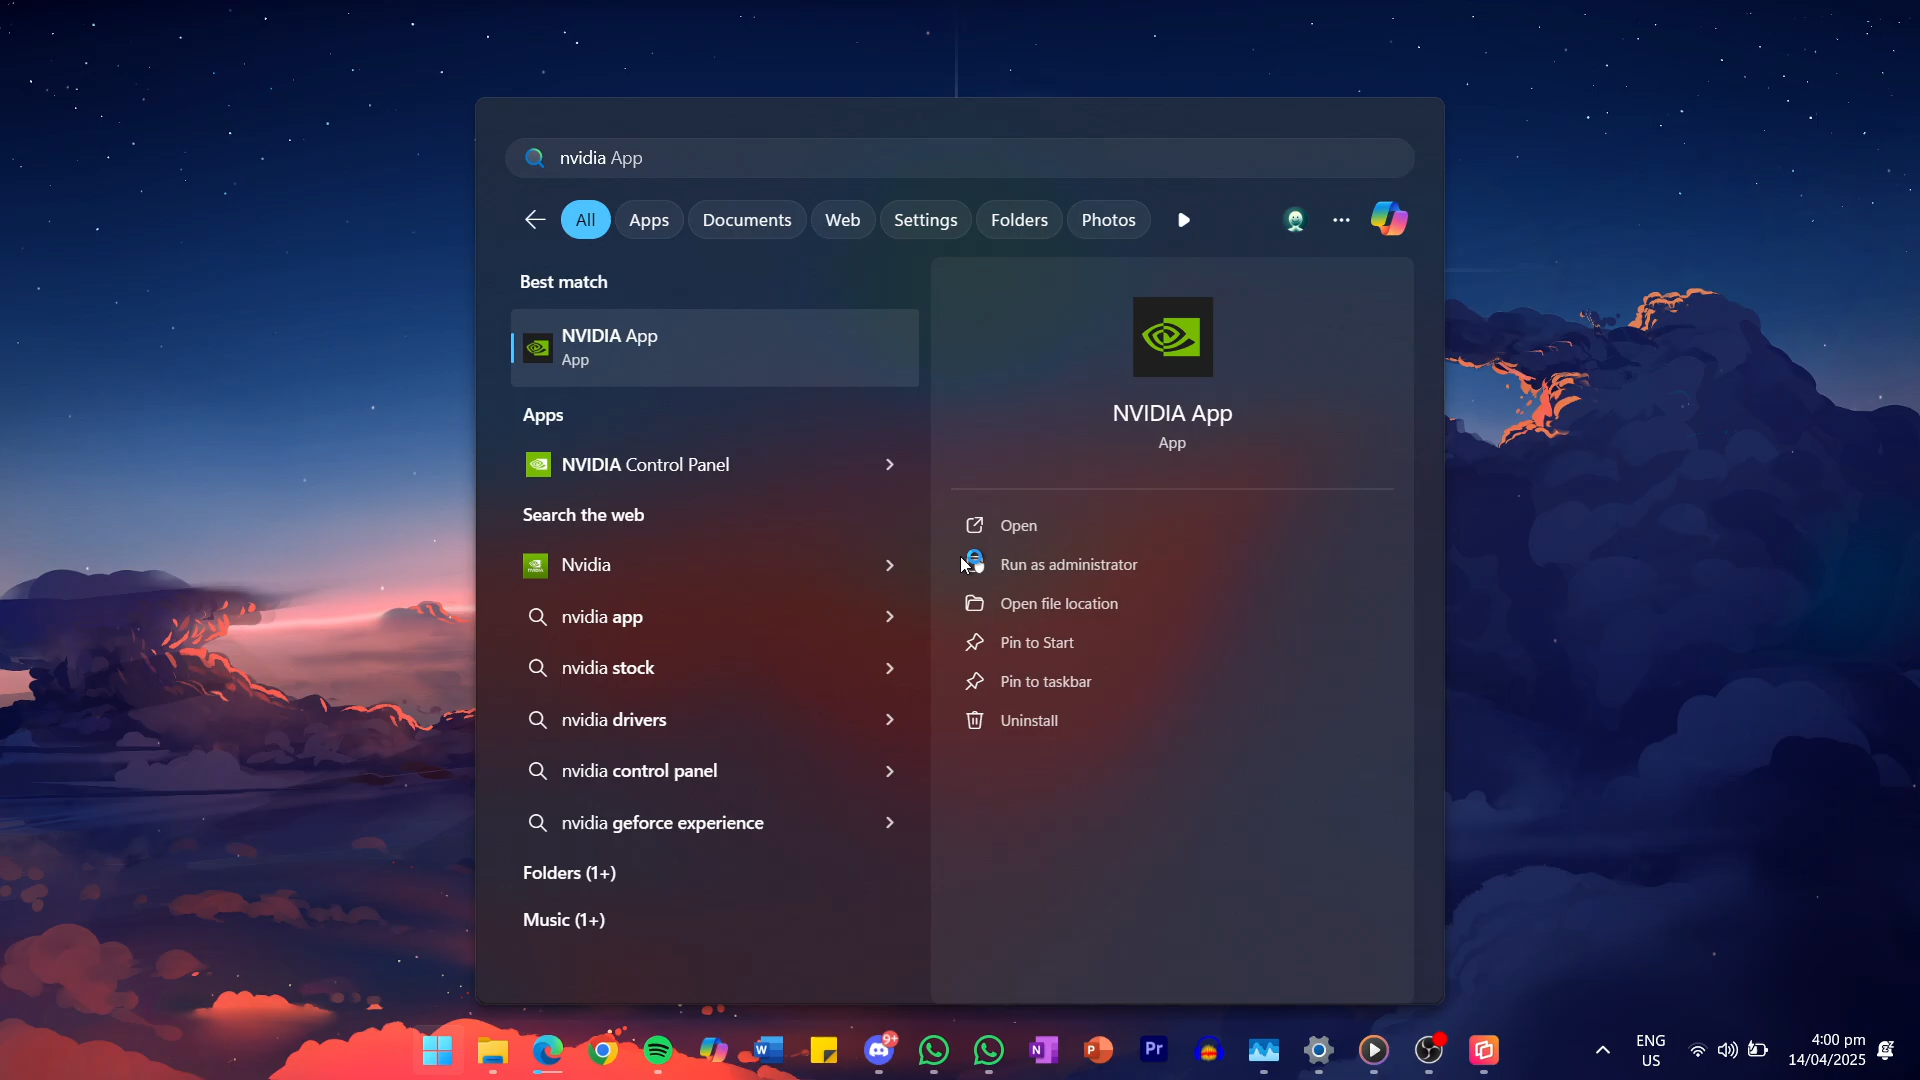 nvidia App
All
Apps
Documents
Web
Settings
Folders
Photos
Best match
NVIDIA App
App
Apps
NVIDIA Control Panel
Search the web
Nvidia
nvidia app
nvidia stock
nvidia drivers
nvidia control panel
nvidia geforce experience
Folders (1+)
Music (1+)
NVIDIA App
App
Open
Run as administrator
Open file location
Pin to Start
Pin to taskbar
Uninstall
W
9+
N
P
Pr
ENG
US
4:00 pm
14/04/2025